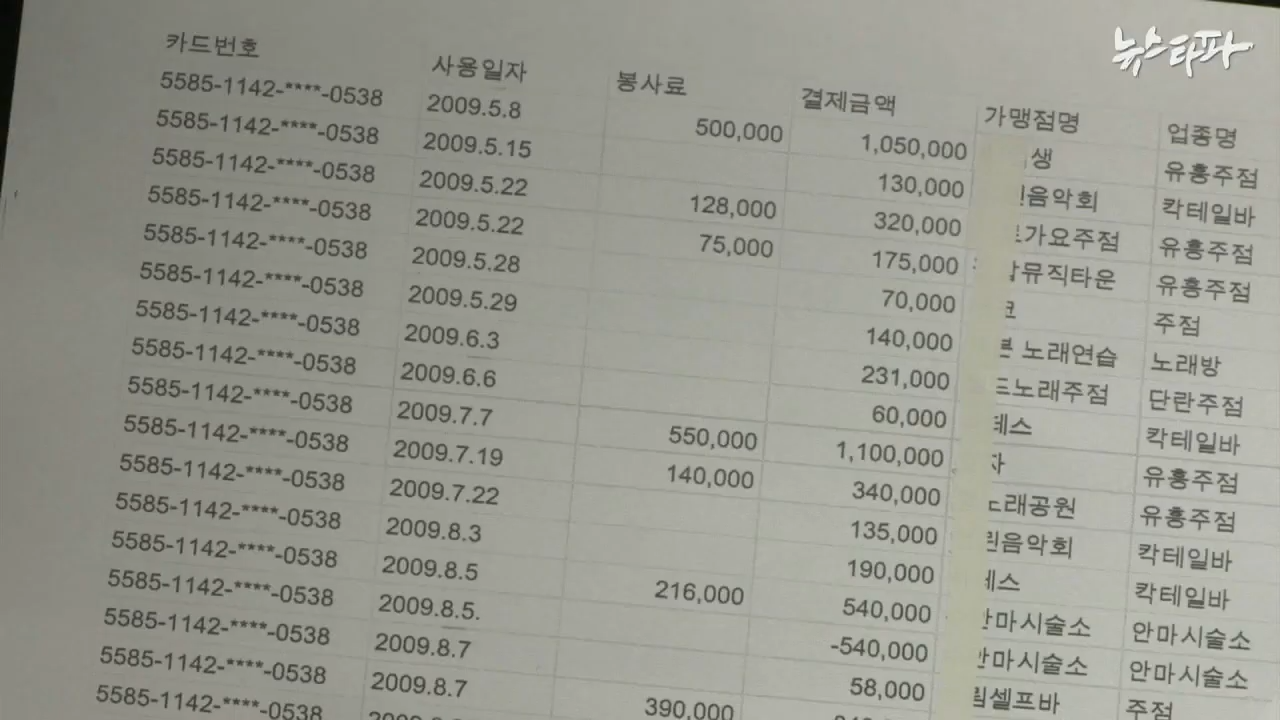 뉴스타파
카드번호 사용일자 봉사료 결제금액 가맹점명 업종명
5585-1142-****-0538 2009.5.8 500,000 1,050,000 생 유흥주점
5585-1142-****-0538 2009.5.15 130,000 음악회 칵테일바
5585-1142-****-0538 2009.5.22 128,000 320,000 가요주점 유흥주점
5585-1142-****-0538 2009.5.22 75,000 175,000 뮤직타운 유흥주점
5585-1142-****-0538 2009.5.28 70,000 주점
5585-1142-****-0538 2009.5.29 140,000 노래연습 노래방
5585-1142-****-0538 2009.6.3 231,000 노래주점 단란주점
5585-1142-****-0538 2009.6.6 60,000 칵테일바
5585-1142-****-0538 2009.7.7 550,000 1,100,000 유흥주점
5585-1142-****-0538 2009.7.19 140,000 340,000 노래공원 유흥주점
5585-1142-****-0538 2009.7.22 135,000 음악회 칵테일바
5585-1142-****-0538 2009.8.3 190,000 칵테일바
5585-1142-****-0538 2009.8.5 216,000 540,000 안마시술소 안마시술소
5585-1142-****-0538 2009.8.5. -540,000 안마시술소 안마시술소
5585-1142-****-0538 2009.8.7 58,000 셀프바 주점
5585-1142-****-0538 2009.8.7 390,000
5585-1142-****-0538